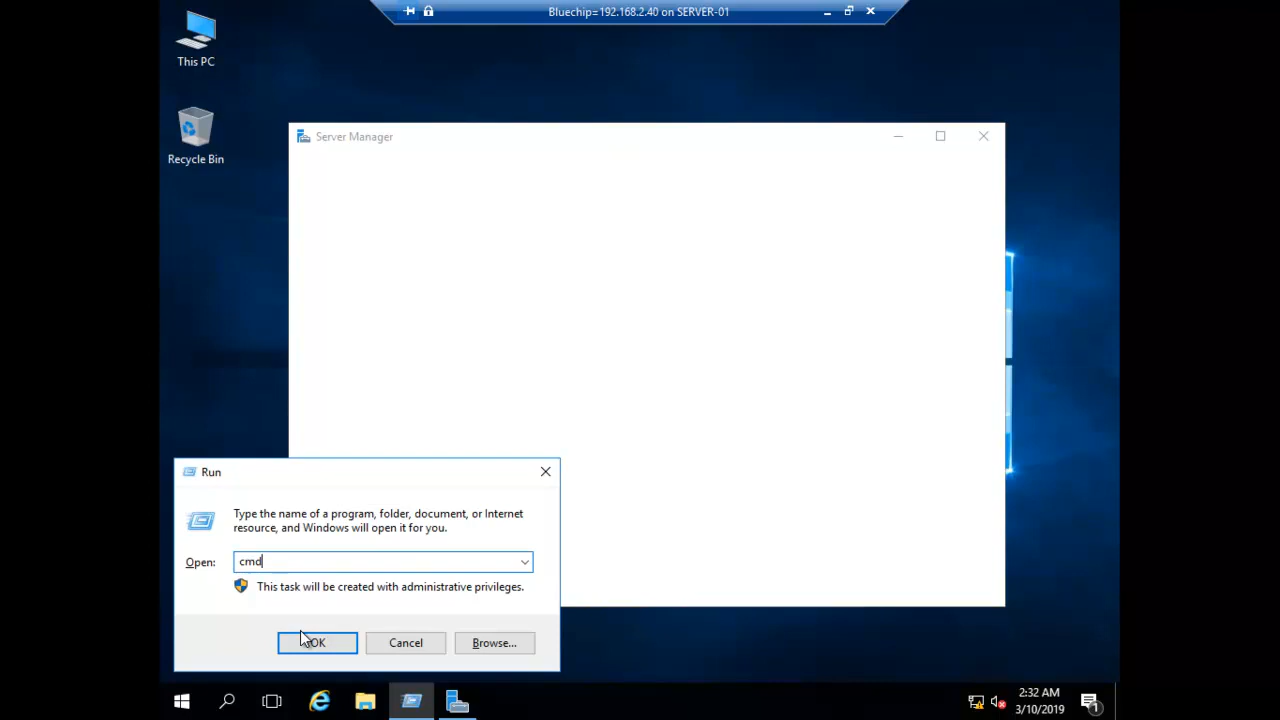 Bluechip=192.168.2.40 on SERVER-01
This PC
Recycle Bin
Server Manager
Run
Type the name of a program, folder, document, or Internet
resource, and Windows will open it for you.
Open:
cmd
This task will be created with administrative privileges.
OK
Cancel
Browse...
2:32 AM
3/10/2019
1